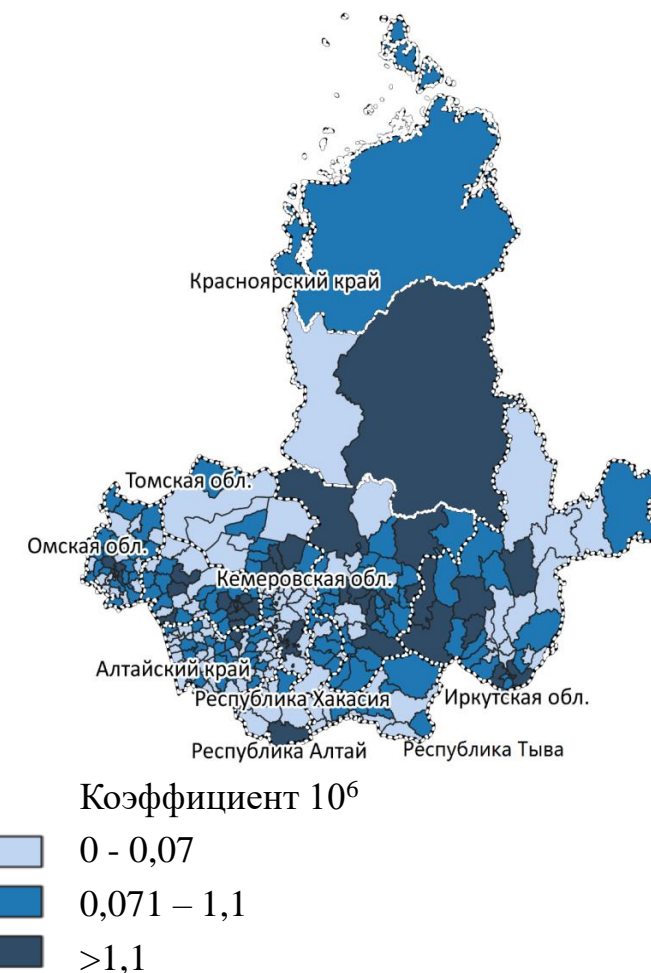 Красноярский край
Томская обл.
Омская обл.
Кемеровская обл.
Алтайский край
Республика Хакасия
Иркутская обл.
Республика Алтай
Республика Тыва
Коэффициент 10⁶
0 - 0,07
0,071 – 1,1
>1,1